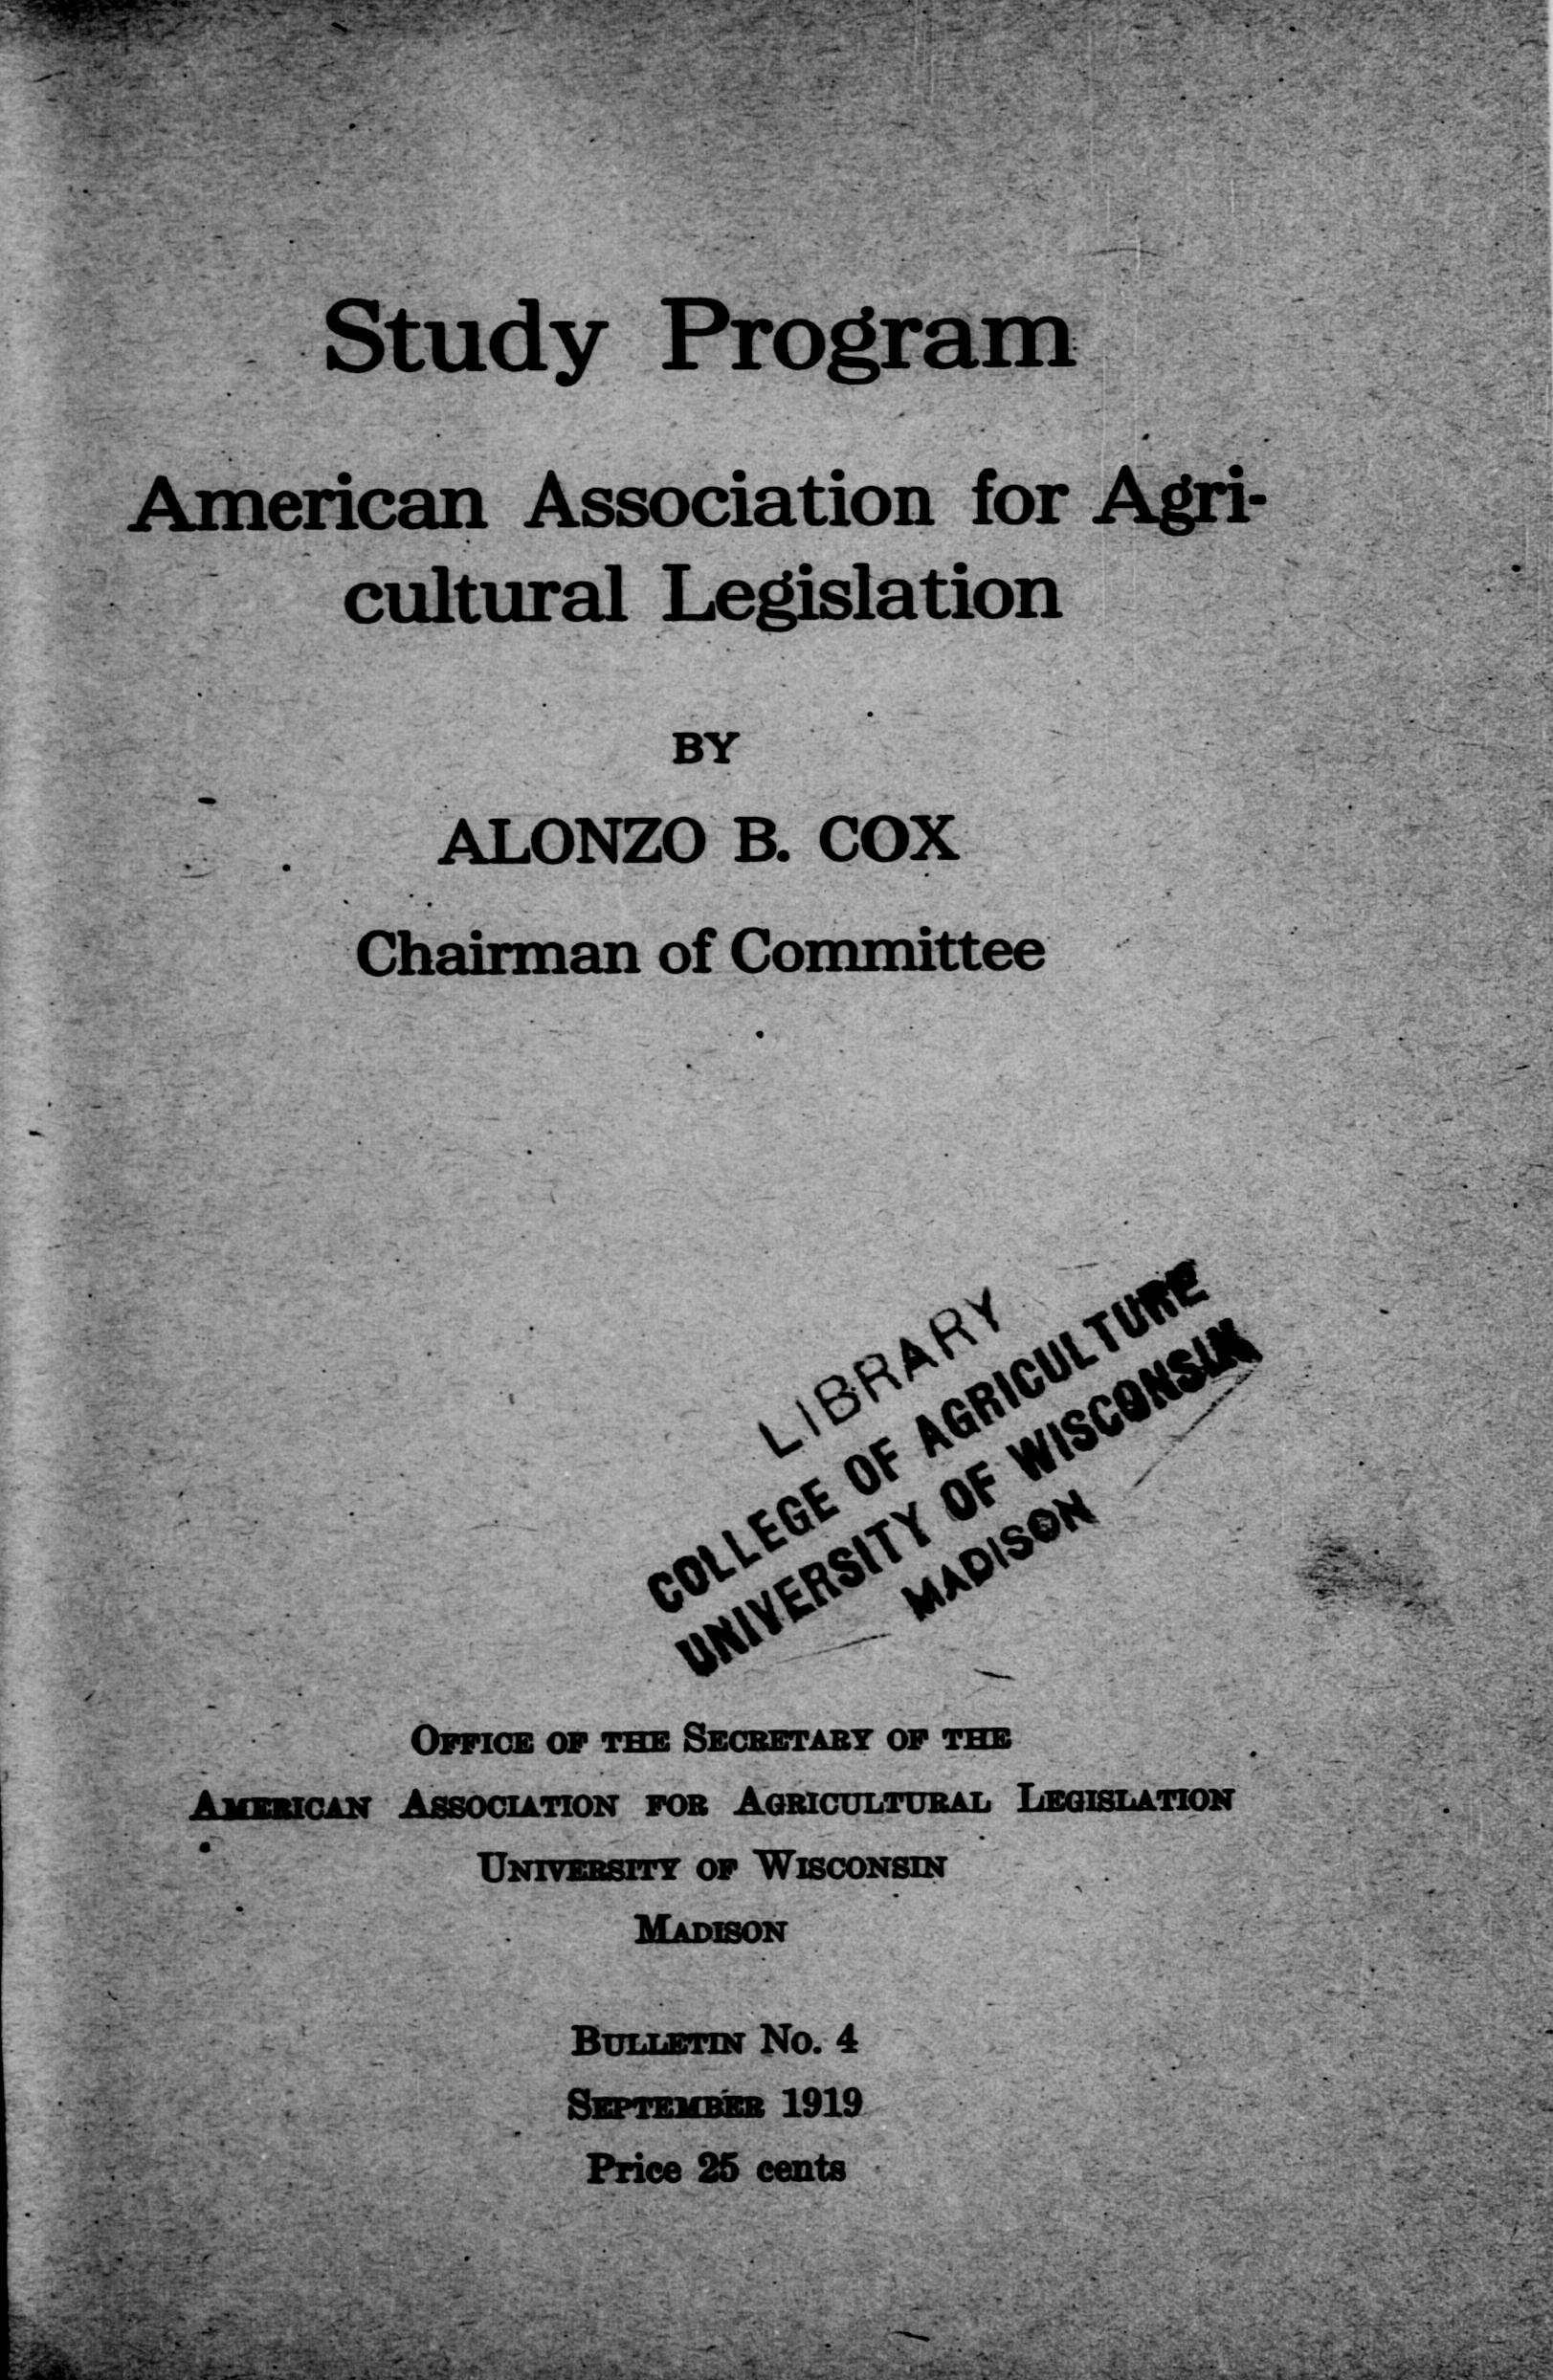 Study Program
American Association for Agri-
cultural Legislation
BY
ALONZO B. COX
Chairman of Committee
LIBRARY
COLLEGE OF AGRICULTURE
UNIVERSITY OF WISCONSIN
MADISON
OFFICE OF THE SECRETARY OF THE
AMERICAN ASSOCIATION FOR AGRICULTURAL LEGISLATION
UNIVERSITY OF WISCONSIN
MADISON
BULLETIN NO. 4
SEPTEMBER 1919
Price 25 cents